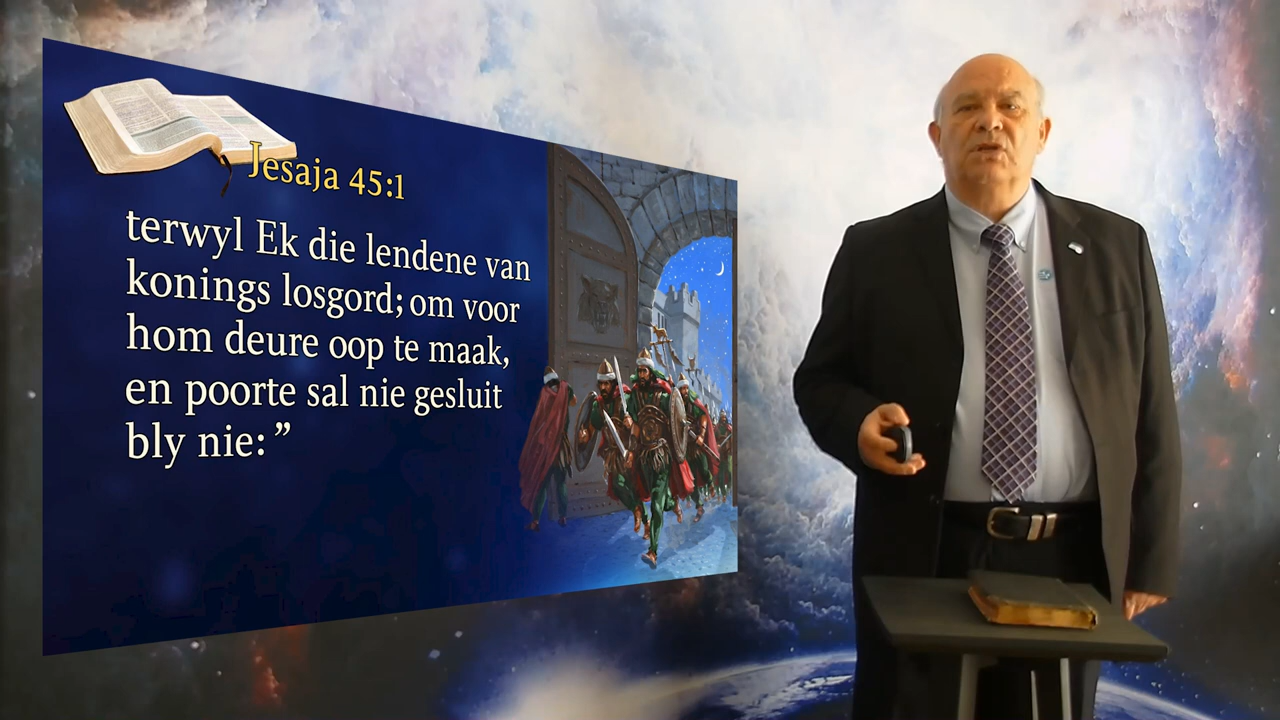 Jesaja 45:1
terwyl Ek die lendene van
konings losgord; om voor
hom deure oop te maak,
en poorte sal nie gesluit
bly nie:”